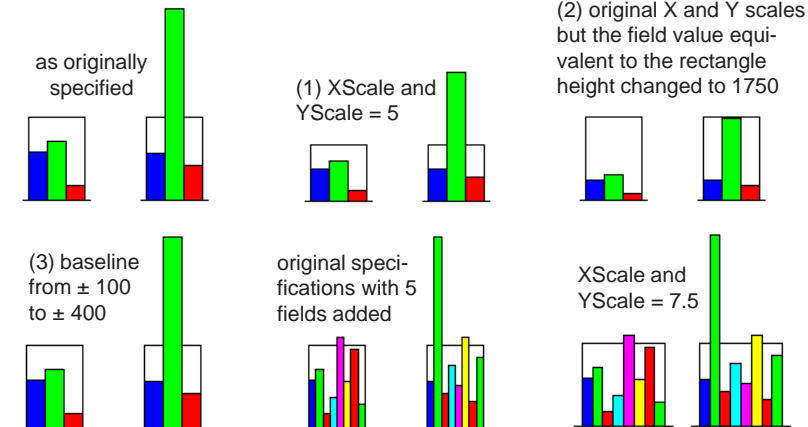 as originally
specified
(1) XScale and
YScale = 5
(2) original X and Y scales
but the field value equi-
valent to the rectangle
height changed to 1750
(3) baseline
from ± 100
to ± 400
original speci-
fications with 5
fields added
XScale and
YScale = 7.5